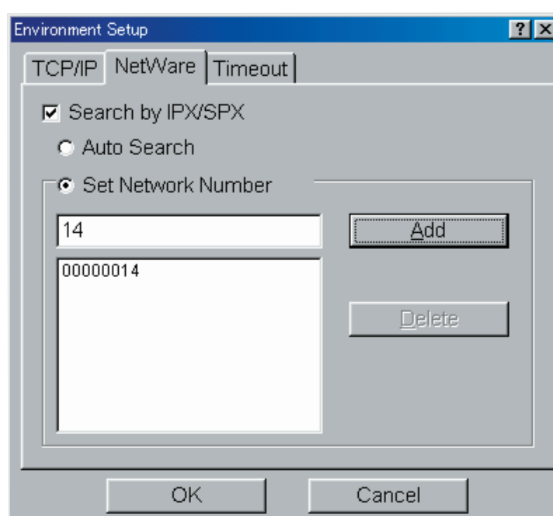 Environment Setup
TCP/IP NetWare Timeout
Search by IPX/SPX
Auto Search
Set Network Number
14 Add
00000014
Delete
OK Cancel